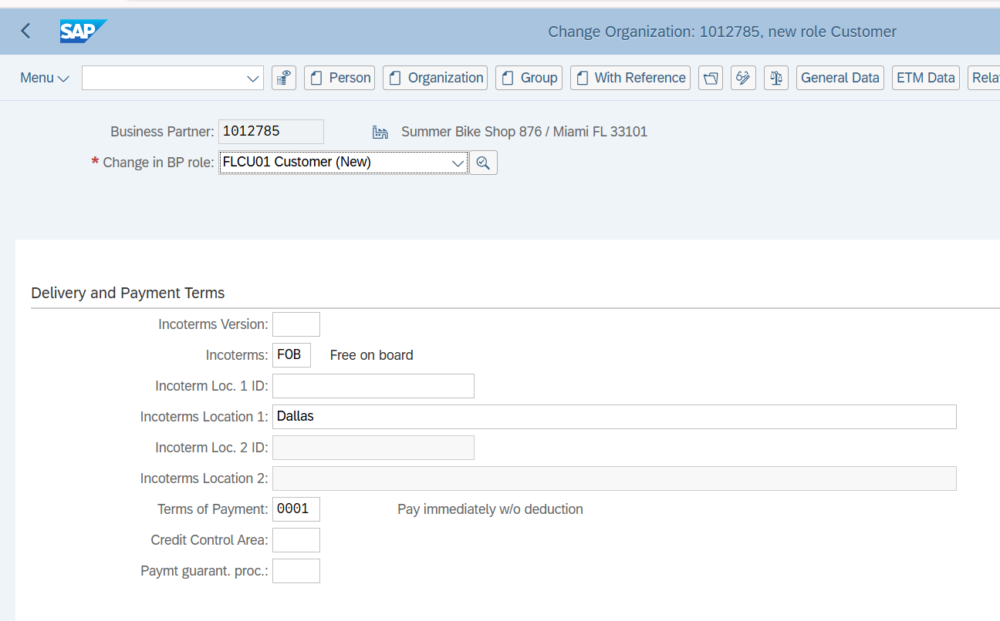 SAP
Change Organization: 1012785, new role Customer
Menu Person Organization Group With Reference General Data ETM Data Rela
Business Partner: 1012785 Summer Bike Shop 876 / Miami FL 33101
* Change in BP role: FLCU01 Customer (New)
Delivery and Payment Terms
Incoterms Version:
Incoterms: FOB Free on board
Incoterm Loc. 1 ID:
Incoterms Location 1: Dallas
Incoterm Loc. 2 ID:
Incoterms Location 2:
Terms of Payment: 0001 Pay immediately w/o deduction
Credit Control Area:
Paymt guarant. proc.: